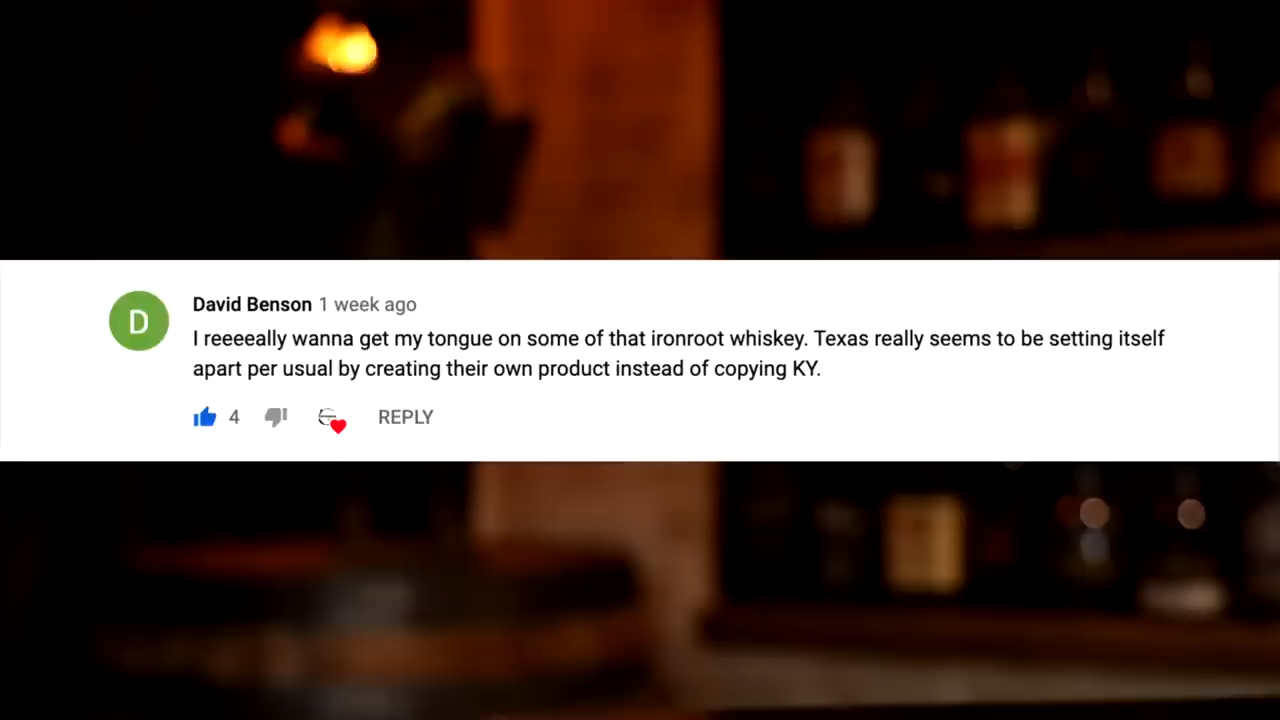 D
David Benson 1 week ago
I reeeeally wanna get my tongue on some of that ironroot whiskey. Texas really seems to be setting itself
apart per usual by creating their own product instead of copying KY.
4
REPLY